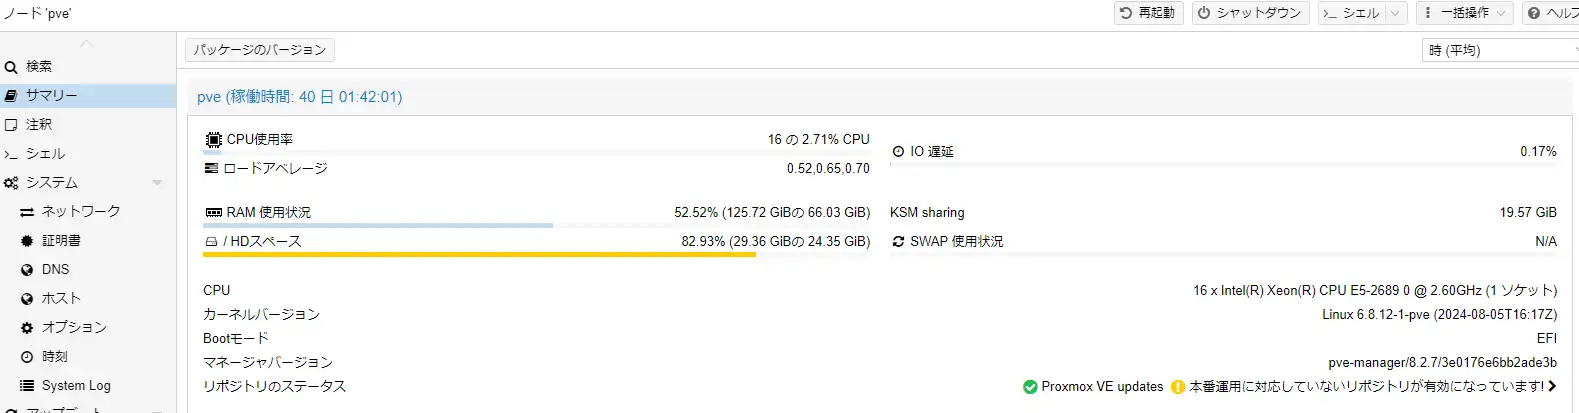 ノード 'pve'
再起動 シャットダウン シェル 一括操作 ヘルプ
検索
サマリー
注釈
シェル
システム
ネットワーク
証明書
DNS
ホスト
オプション
時刻
System Log
アップデート
パッケージのバージョン
時 (平均)
pve (稼働時間: 40 日 01:42:01)
CPU使用率 16 の 2.71% CPU
ロードアベレージ 0.52,0.65,0.70
IO 遅延 0.17%
RAM 使用状況 52.52% (125.72 GiBの 66.03 GiB)
KSM sharing 19.57 GiB
/ HDスペース 82.93% (29.36 GiBの 24.35 GiB)
SWAP 使用状況 N/A
CPU 16 x Intel(R) Xeon(R) CPU E5-2689 0 @ 2.60GHz (1 ソケット)
カーネルバージョン Linux 6.8.12-1-pve (2024-08-05T16:17Z)
Bootモード EFI
マネージャバージョン pve-manager/8.2.7/3e0176e6bb2ade3b
リポジトリのステータス Proxmox VE updates 本番運用に対応していないリポジトリが有効になっています!